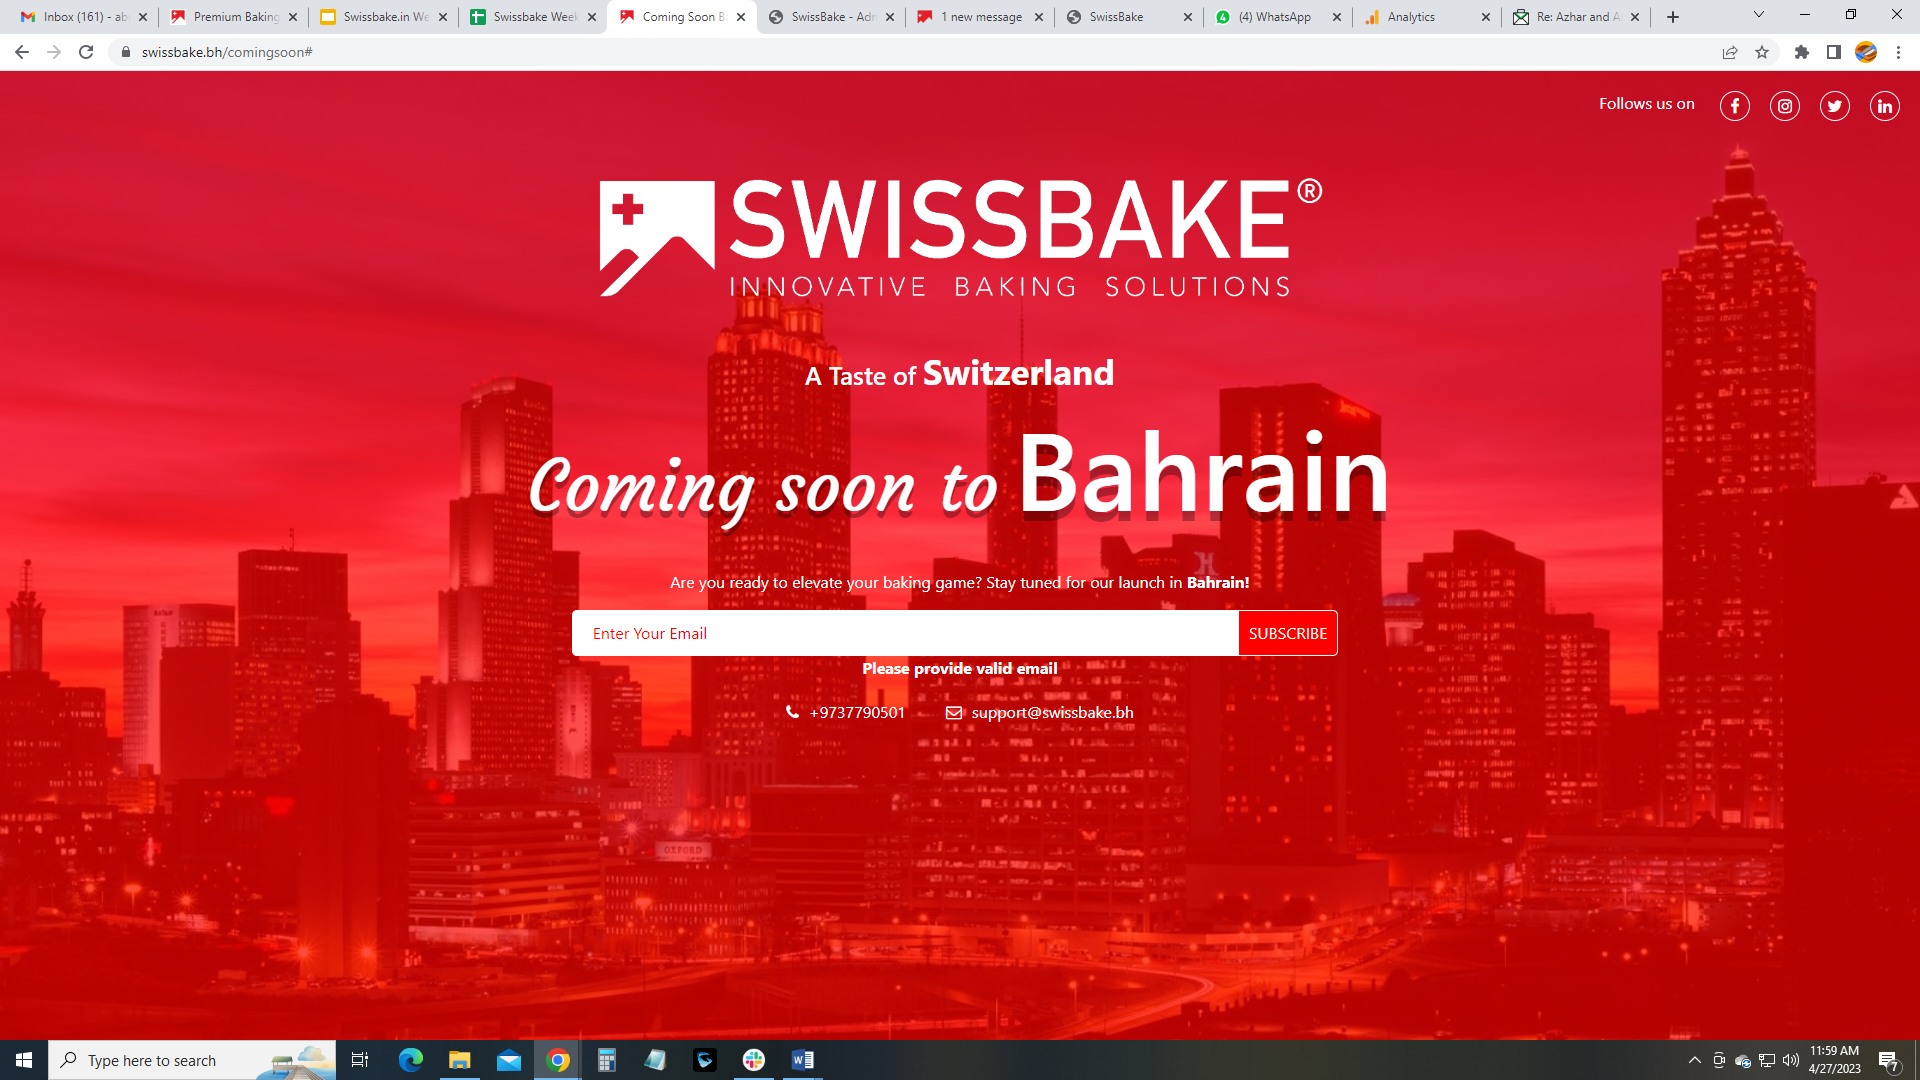 Inbox (161) - ab
Premium Baking
Swissbake.in We
Swissbake Week
Coming Soon B
SwissBake - Adn
1 new message
SwissBake
(4) WhatsApp
Analytics
Re: Azhar and A
swissbake.bh/comingsoon#
Follows us on
SWISSBAKE®
INNOVATIVE BAKING SOLUTIONS
A Taste of Switzerland
Coming soon to Bahrain
Are you ready to elevate your baking game? Stay tuned for our launch in Bahrain!
Enter Your Email
SUBSCRIBE
Please provide valid email
+9737790501
support@swissbake.bh
OXFORD
Type here to search
11:59 AM
4/27/2023
7